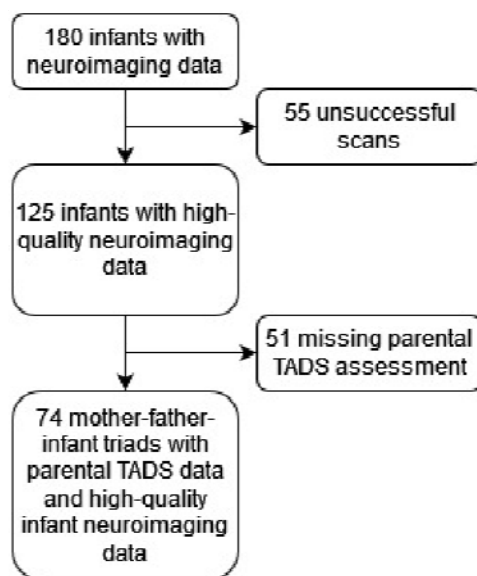 180 infants with
neuroimaging data
55 unsuccessful
scans
125 infants with high-
quality neuroimaging
data
51 missing parental
TADS assessment
74 mother-father-
infant triads with
parental TADS data
and high-quality
infant neuroimaging
data